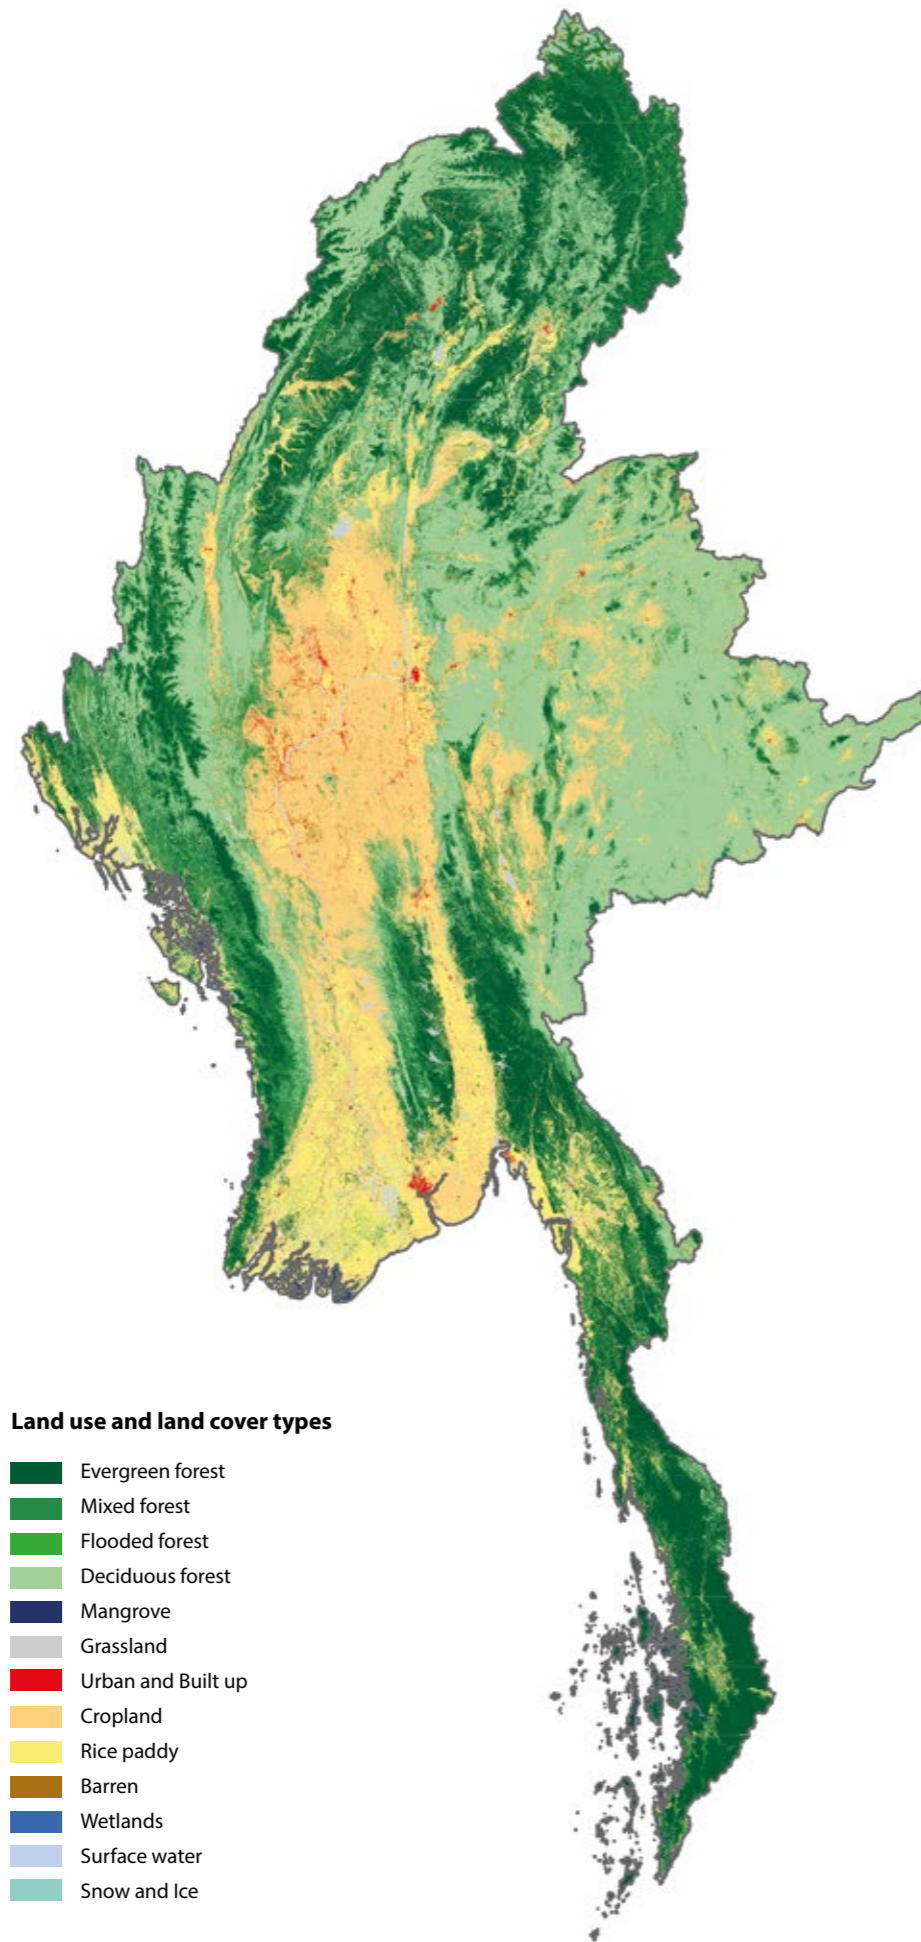 Land use and land cover types
Evergreen forest
Mixed forest
Flooded forest
Deciduous forest
Mangrove
Grassland
Urban and Built up
Cropland
Rice paddy
Barren
Wetlands
Surface water
Snow and Ice